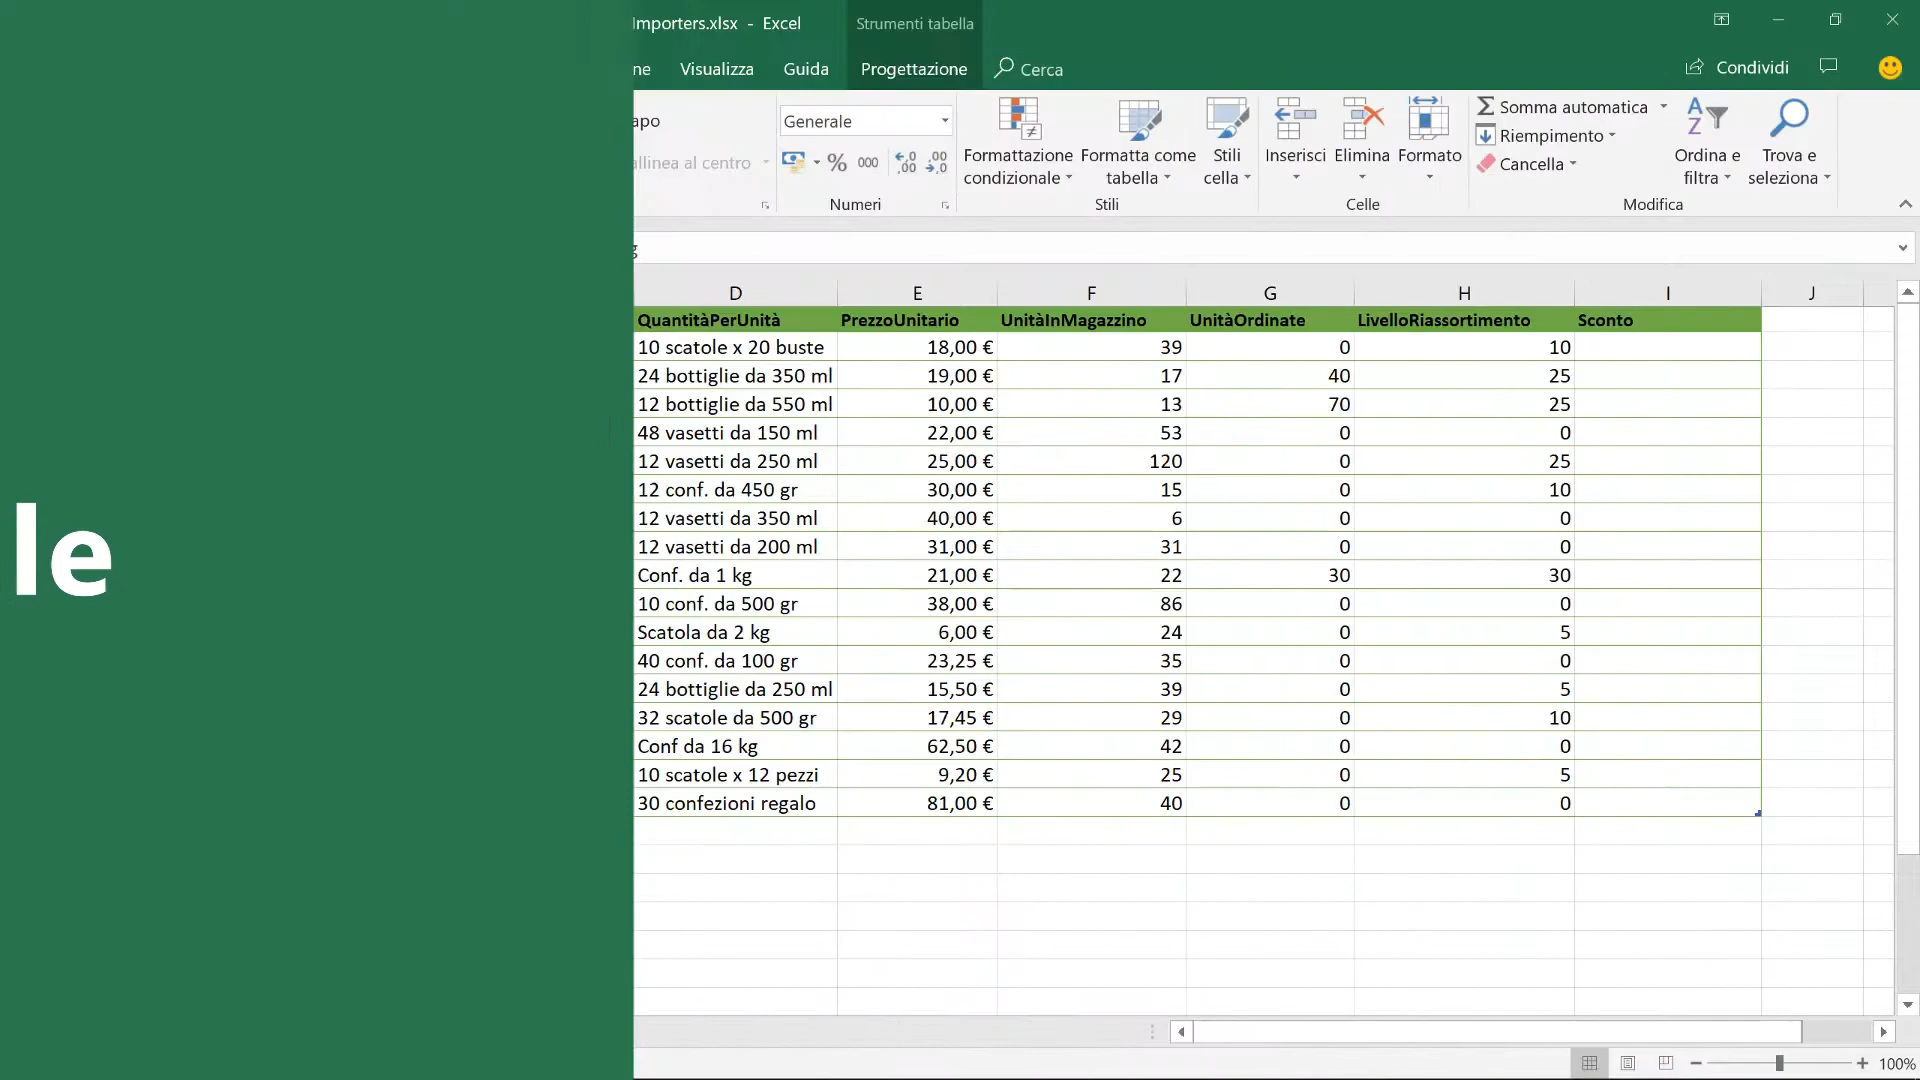 Importers.xlsx - Excel
Strumenti tabella
ne Visualizza Guida Progettazione Cerca
Condividi
apo
allinea al centro
Generale
% 000 ,00 ,00
Numeri
Formattazione condizionale
Formatta come tabella
Stili cella
Stili
Inserisci Elimina Formato
Celle
Somma automatica
Riempimento
Cancella
Ordina e filtra
Trova e seleziona
Modifica
g
D E F G H I J
QuantitàPerUnità PrezzoUnitario UnitàInMagazzino UnitàOrdinate LivelloRiassortimento Sconto
10 scatole x 20 buste 18,00 € 39 0 10
24 bottiglie da 350 ml 19,00 € 17 40 25
12 bottiglie da 550 ml 10,00 € 13 70 25
48 vasetti da 150 ml 22,00 € 53 0 0
12 vasetti da 250 ml 25,00 € 120 0 25
12 conf. da 450 gr 30,00 € 15 0 10
12 vasetti da 350 ml 40,00 € 6 0 0
12 vasetti da 200 ml 31,00 € 31 0 0
Conf. da 1 kg 21,00 € 22 30 30
10 conf. da 500 gr 38,00 € 86 0 0
Scatola da 2 kg 6,00 € 24 0 5
40 conf. da 100 gr 23,25 € 35 0 0
24 bottiglie da 250 ml 15,50 € 39 0 5
32 scatole da 500 gr 17,45 € 29 0 10
Conf da 16 kg 62,50 € 42 0 0
10 scatole x 12 pezzi 9,20 € 25 0 5
30 confezioni regalo 81,00 € 40 0 0
le
100%